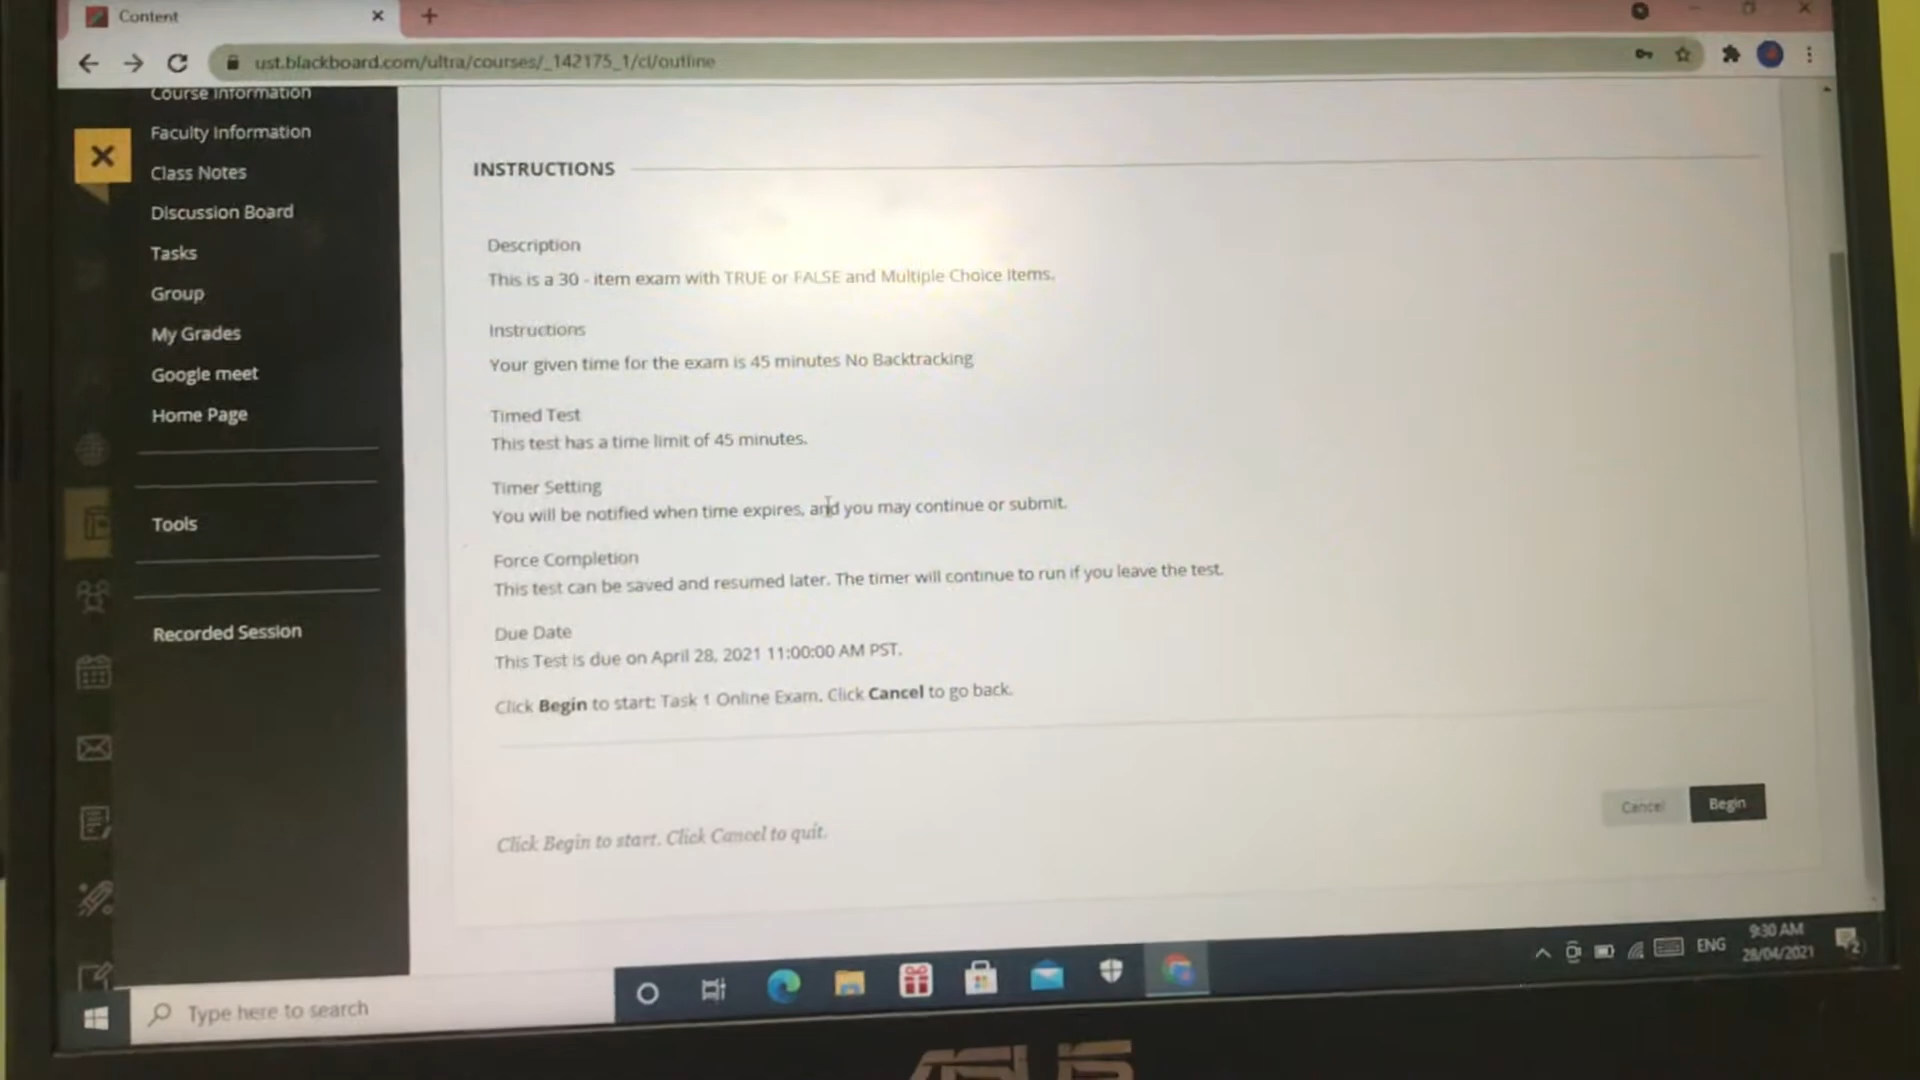 Content
ust.blackboard.com/ultra/courses/_142175_1/cl/outline
Course Information
Faculty Information
Class Notes
Discussion Board
Tasks
Group
My Grades
Google meet
Home Page
Tools
Recorded Session
INSTRUCTIONS
Description
This is a 30 - item exam with TRUE or FALSE and Multiple Choice Items.
Instructions
Your given time for the exam is 45 minutes No Backtracking
Timed Test
This test has a time limit of 45 minutes.
Timer Setting
You will be notified when time expires, and you may continue or submit.
Force Completion
This test can be saved and resumed later. The timer will continue to run if you leave the test.
Due Date
This Test is due on April 28, 2021 11:00:00 AM PST.
Click Begin to start: Task 1 Online Exam. Click Cancel to go back.
Cancel Begin
Click Begin to start. Click Cancel to quit.
Type here to search
ENG
9:30 AM
28/04/2021
2
ASUS